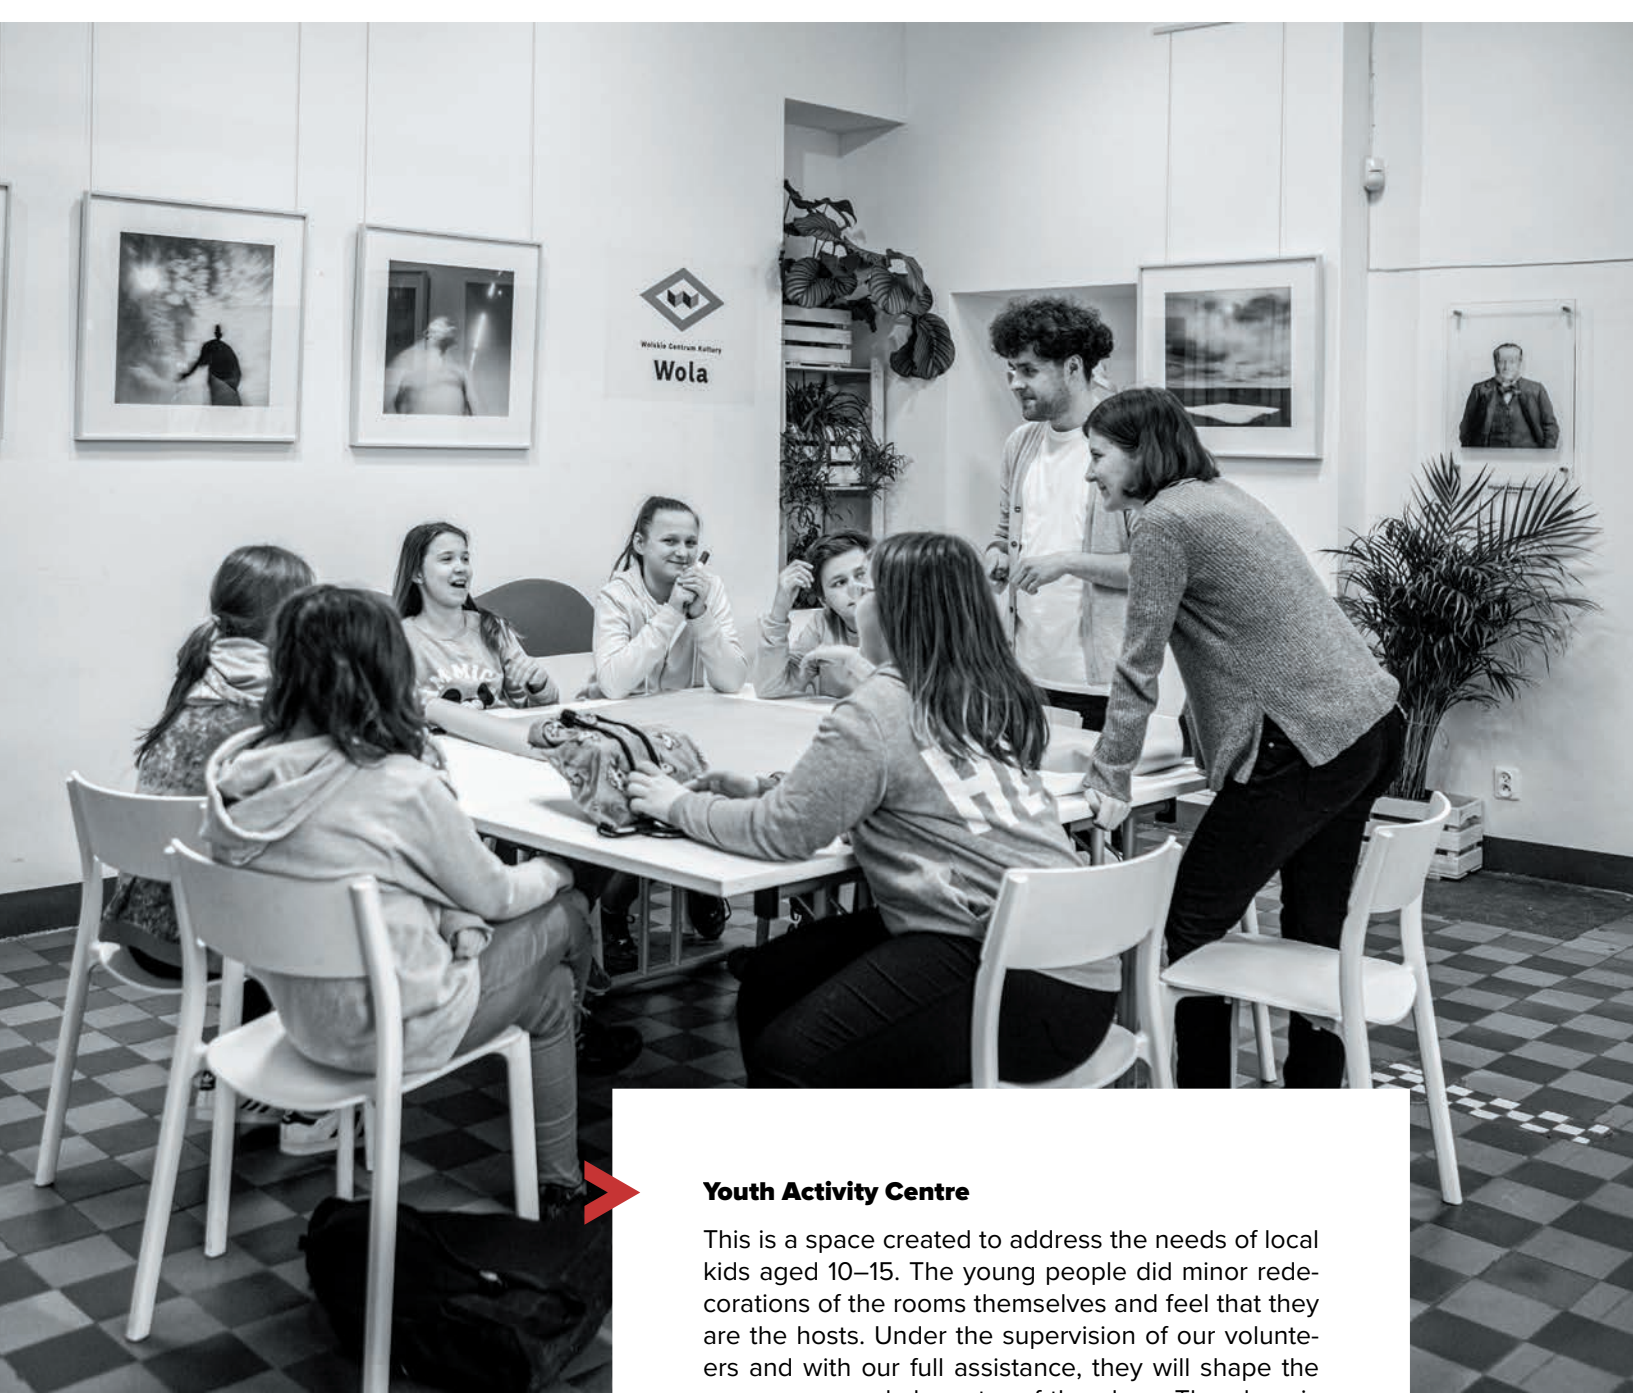 Wolskie Centrum Kultury
Wola
HE
Youth Activity Centre
This is a space created to address the needs of local
kids aged 10–15. The young people did minor rede-
corations of the rooms themselves and feel that they
are the hosts. Under the supervision of our volunte-
ers and with our full assistance, they will shape the